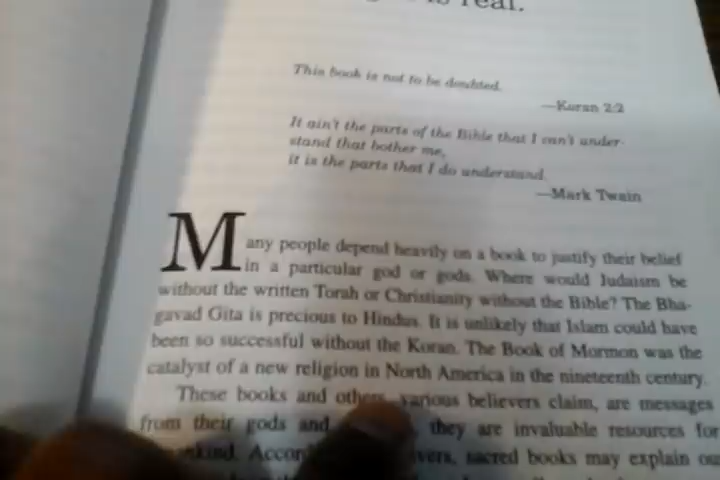 is real.
This book is not to be doubted.
—Koran 2:2
It ain't the parts of the Bible that I can't under-
stand that bother me,
it is the parts that I do understand.
—Mark Twain
Many people depend heavily on a book to justify their belief
in a particular god or gods. Where would Judaism be
without the written Torah or Christianity without the Bible? The Bha-
gavad Gita is precious to Hindus. It is unlikely that Islam could have
been so successful without the Koran. The Book of Mormon was the
catalyst of a new religion in North America in the nineteenth century.
These books and others, various believers claim, are messages
from their gods and they are invaluable resources for
sacred books may explain